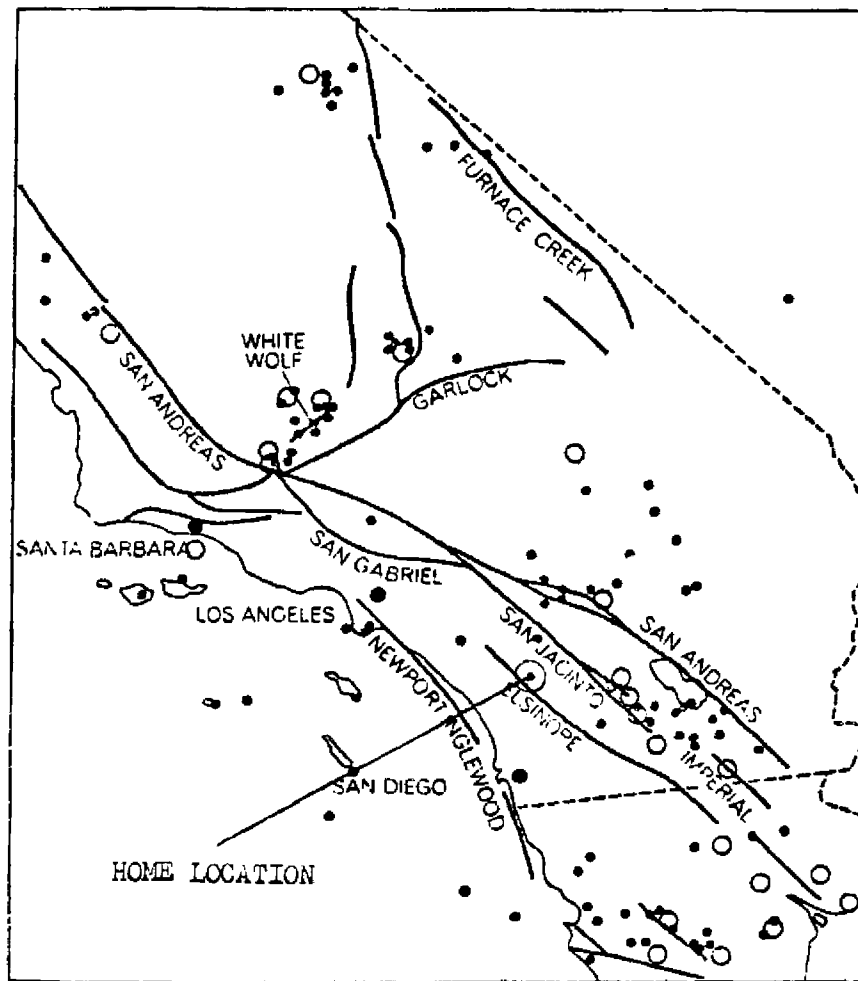 FURNACE CREEK
WHITE
WOLF
GARLOCK
SAN ANDREAS
SANTA BARBARA
SAN GABRIEL
LOS ANGELES
SAN JACINTO
SAN ANDREAS
NEWPORT INGLEWOOD
ELSINOPE
IMPERIAL
SAN DIEGO
HOME LOCATION